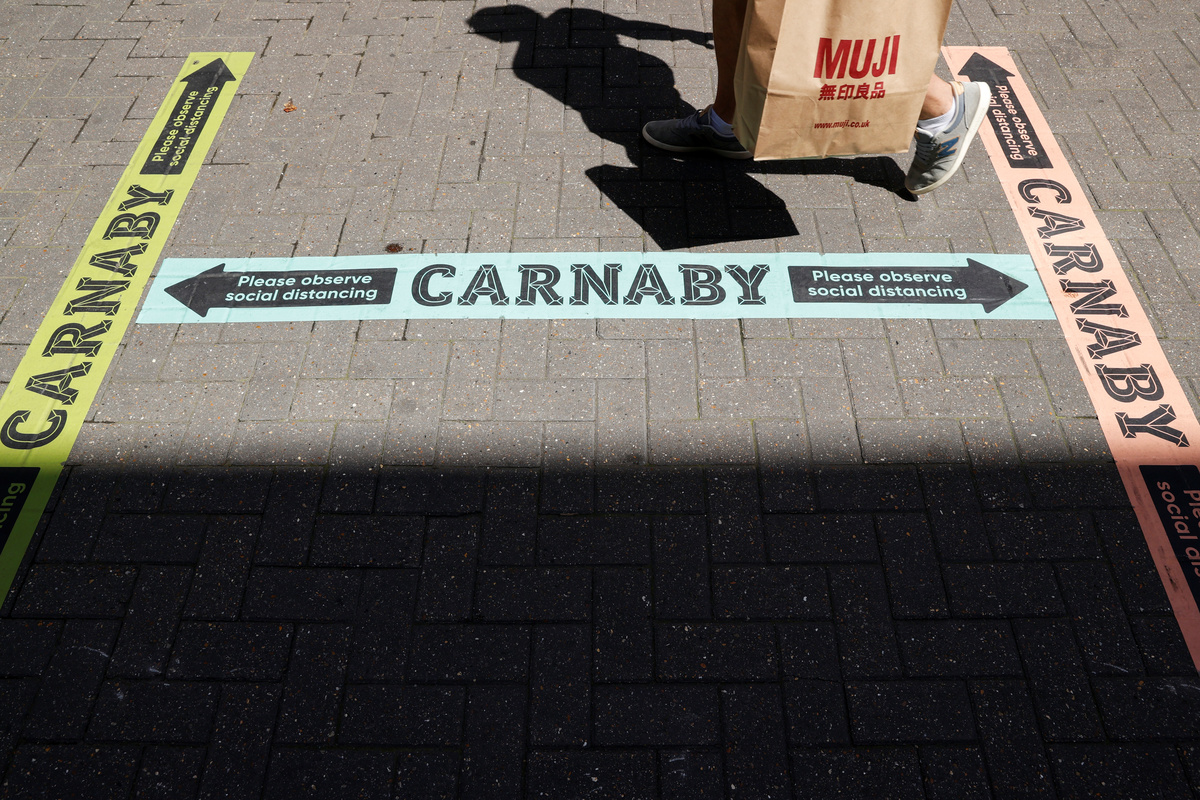 MUJI
無印良品
www.muji.co.uk
Please observe
social distancing
CARNABY
Please observe
social distancing
CARNABY
Please observe
social distancing
Please observe
social distancing
CARNABY